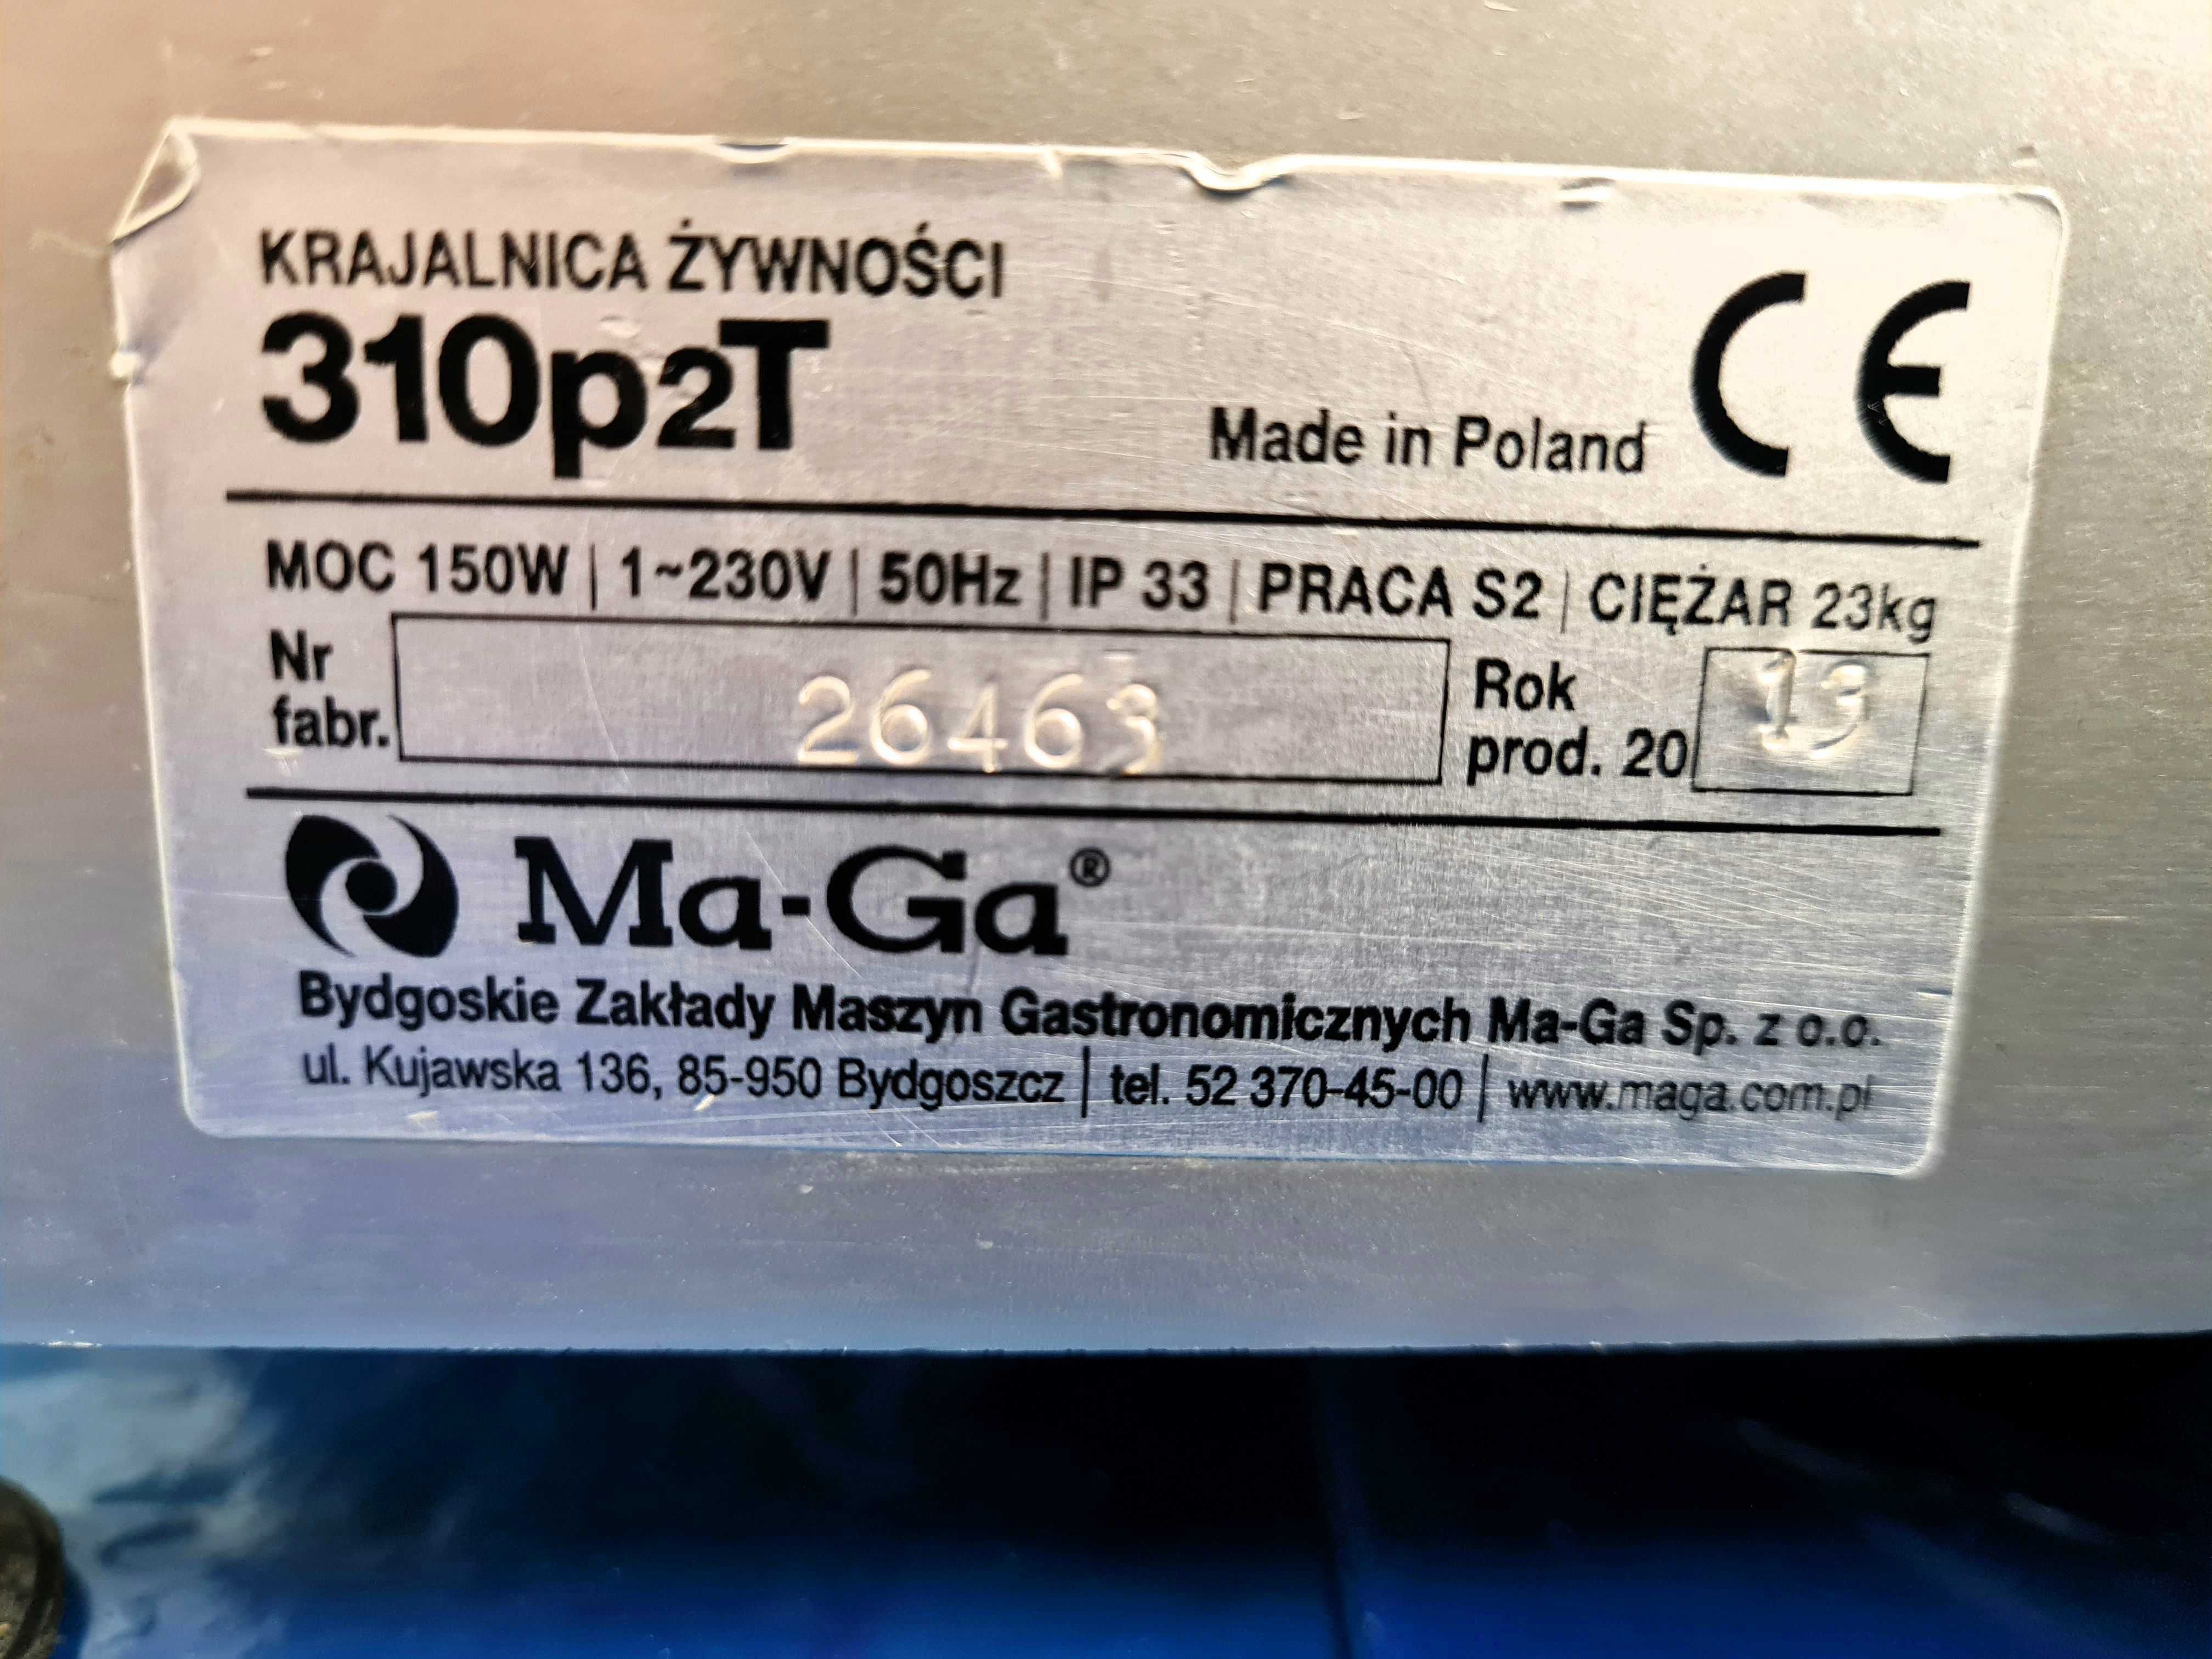 KRAJALNICA ŻYWNOŚCI
310p2T
Made in Poland CE
MOC 150W | 1~230V | 50Hz | IP 33 | PRACA S2 | CIĘŻAR 23kg
Nr fabr. 26463
Rok prod. 2013
Ma-Ga®
Bydgoskie Zakłady Maszyn Gastronomicznych Ma-Ga Sp. z o.o.
ul. Kujawska 136, 85-950 Bydgoszcz | tel. 52 370-45-00 | www.maga.com.pl